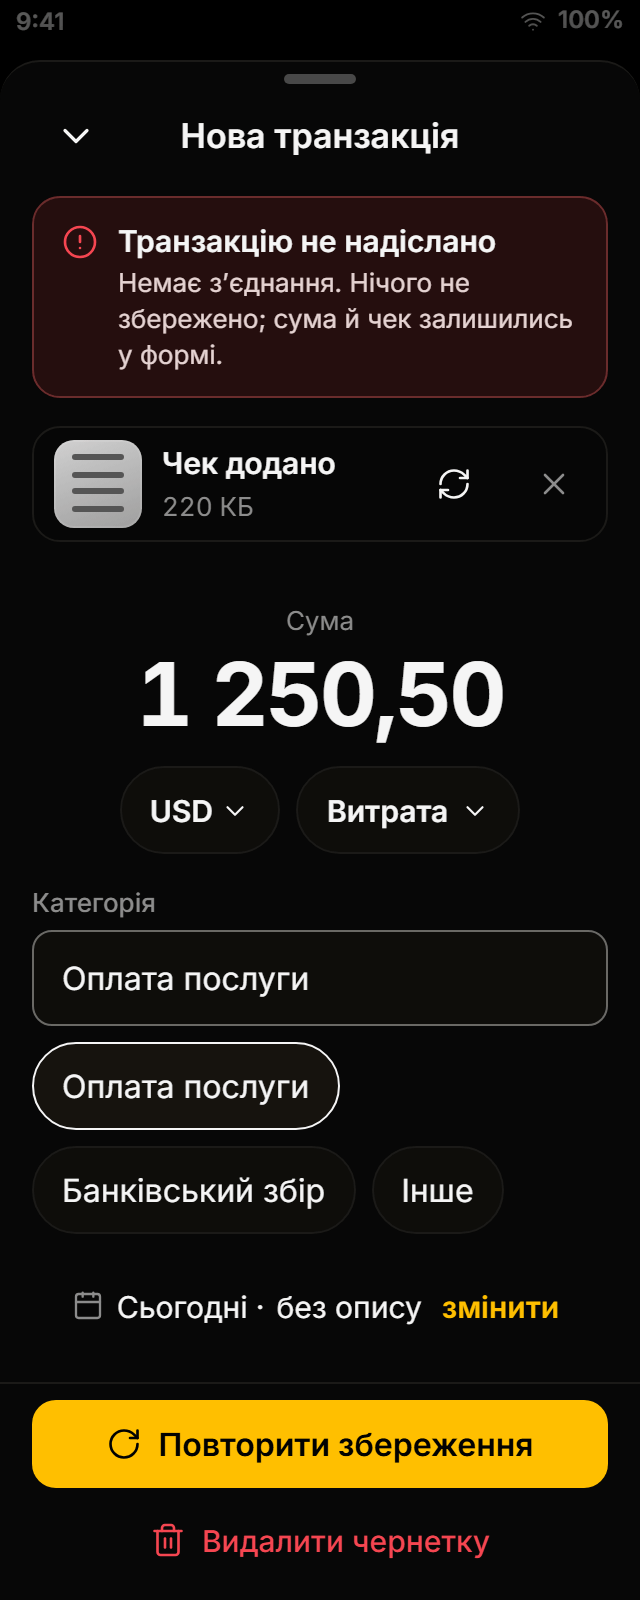 9:41 100%
Нова транзакція
Транзакцію не надіслано
Немає з’єднання. Нічого не
збережено; сума й чек залишились
у формі.
Чек додано
220 КБ
Сума
1 250,50
USD Витрата
Категорія
Оплата послуги
Оплата послуги
Банківський збір Інше
Сьогодні · без опису змінити
Повторити збереження
Видалити чернетку